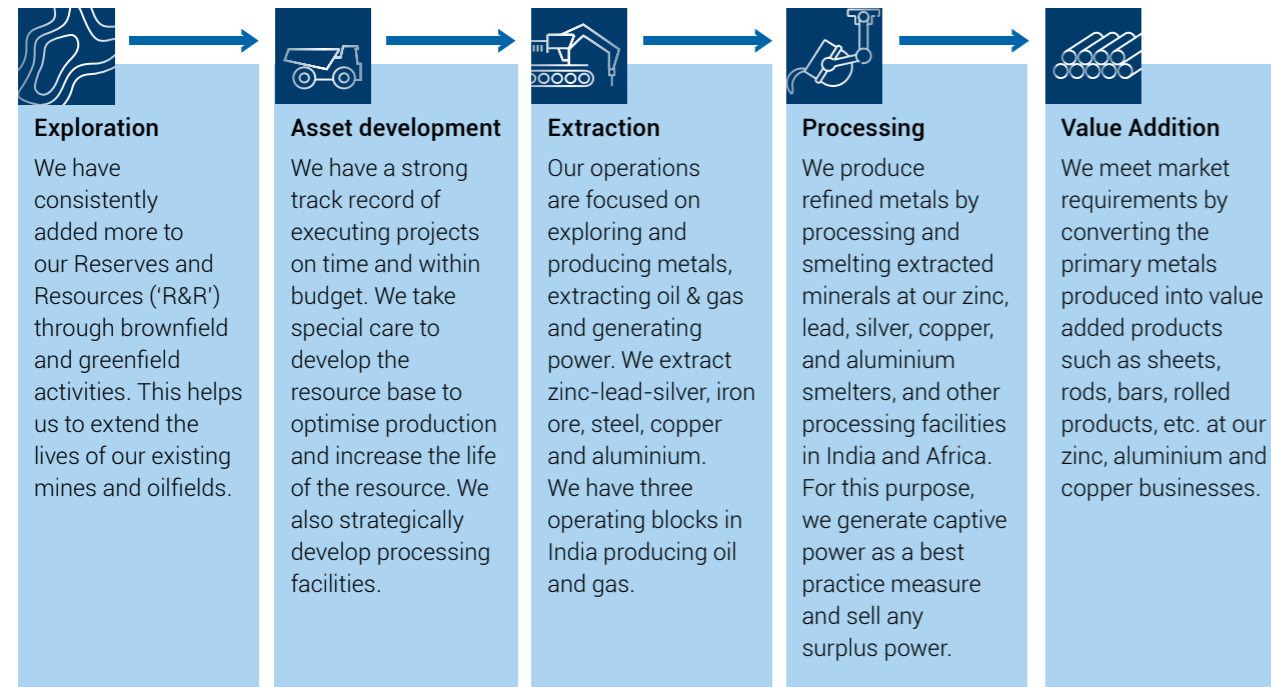 Exploration
We have
consistently
added more to
our Reserves and
Resources (‘R&R’)
through brownfield
and greenfield
activities. This helps
us to extend the
lives of our existing
mines and oilfields.
Asset development
We have a strong
track record of
executing projects
on time and within
budget. We take
special care to
develop the
resource base to
optimise production
and increase the life
of the resource. We
also strategically
develop processing
facilities.
Extraction
Our operations
are focused on
exploring and
producing metals,
extracting oil & gas
and generating
power. We extract
zinc-lead-silver, iron
ore, steel, copper
and aluminium.
We have three
operating blocks in
India producing oil
and gas.
Processing
We produce
refined metals by
processing and
smelting extracted
minerals at our zinc,
lead, silver, copper,
and aluminium
smelters, and other
processing facilities
in India and Africa.
For this purpose,
we generate captive
power as a best
practice measure
and sell any
surplus power.
Value Addition
We meet market
requirements by
converting the
primary metals
produced into value
added products
such as sheets,
rods, bars, rolled
products, etc. at our
zinc, aluminium and
copper businesses.